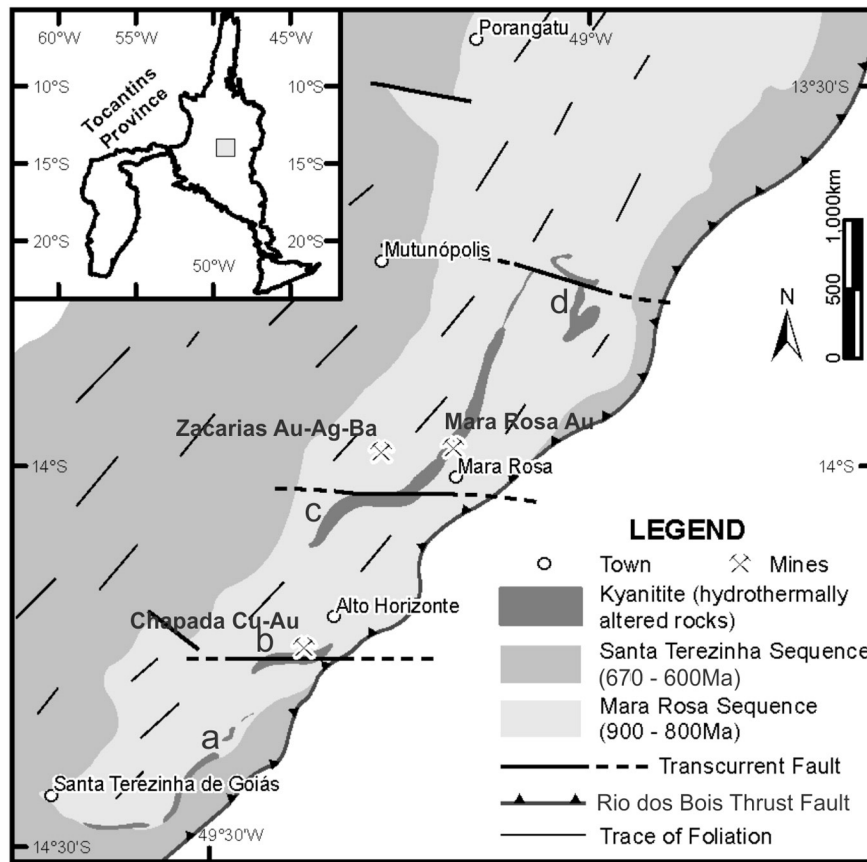 60°W 55°W 45°W
10°S 10°S
Tocantins
Province
15°S 15°S
20°S 20°S
50°W
Porangatu
49°W
13°30'S
Mutunópolis
d
1,000km
500
0
N
Zacarias Au-Ag-Ba
Mara Rosa Au
Mara Rosa
14°S 14°S
c
Alto Horizonte
Chapada Cu-Au
b
a
Santa Terezinha de Goiás
14°30'S
49°30'W
LEGEND
Town Mines
Kyanitite (hydrothermally
altered rocks)
Santa Terezinha Sequence
(670 - 600Ma)
Mara Rosa Sequence
(900 - 800Ma)
Transcurrent Fault
Rio dos Bois Thrust Fault
Trace of Foliation